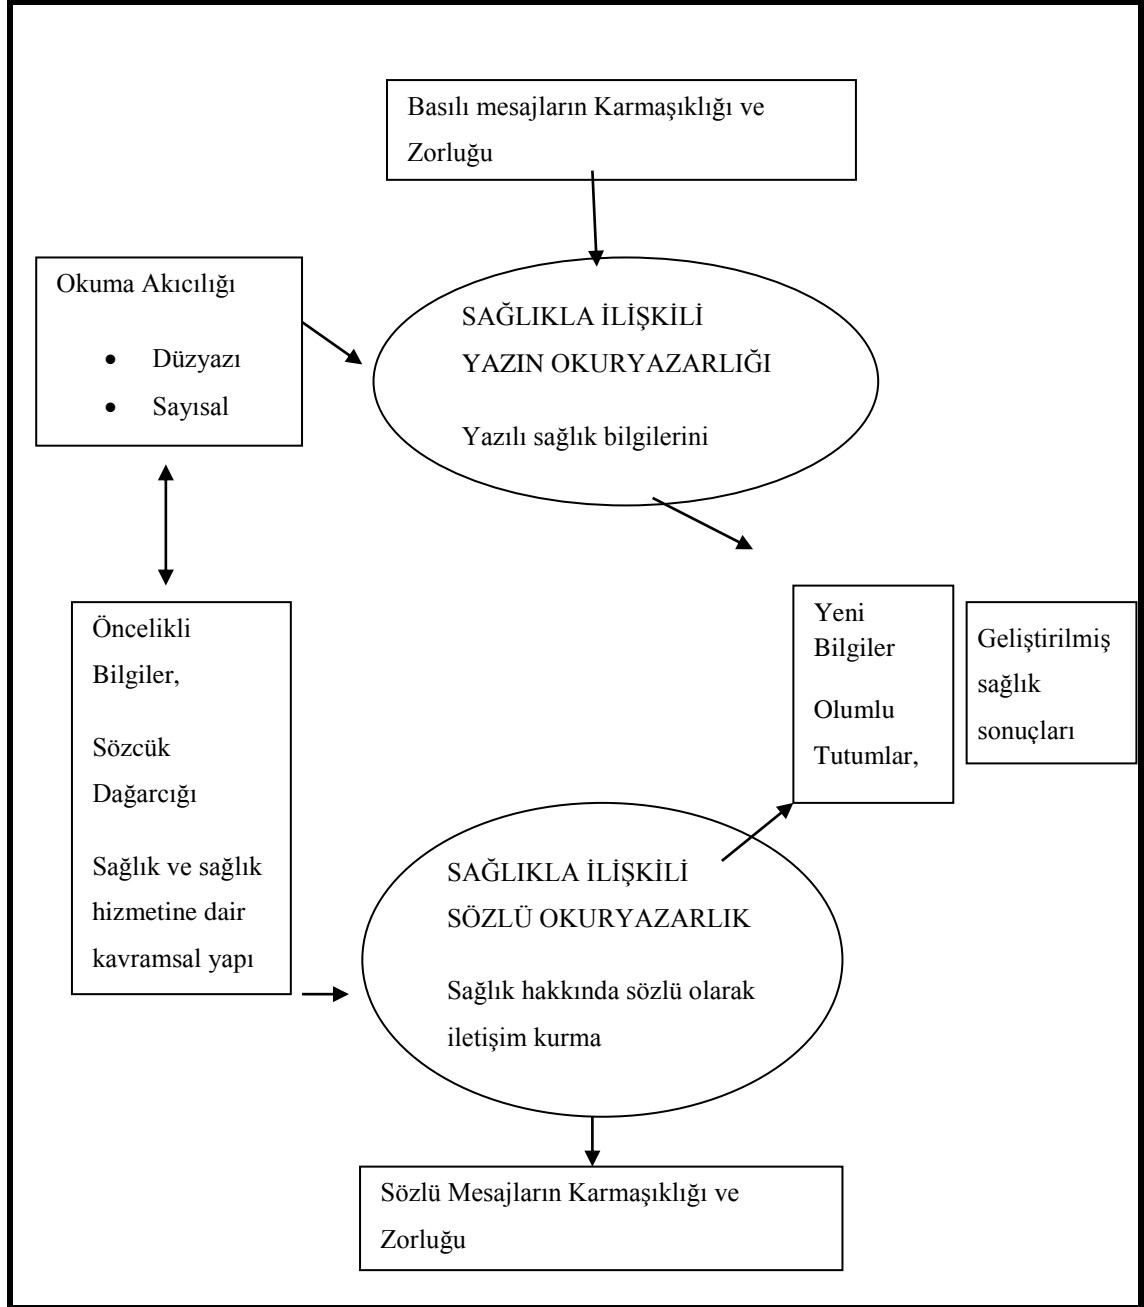 Basılı mesajların Karmaşıklığı ve
Zorluğu
Okuma Akıcılığı
• Düzyazı
• Sayısal
SAĞLIKLA İLİŞKİLİ
YAZIN OKURYAZARLIĞI
Yazılı sağlık bilgilerini
Öncelikli
Bilgiler,
Sözcük
Dağarcığı
Sağlık ve sağlık
hizmetine dair
kavramsal yapı
Yeni
Bilgiler
Olumlu
Tutumlar,
Geliştirilmiş
sağlık
sonuçları
SAĞLIKLA İLİŞKİLİ
SÖZLÜ OKURYAZARLIK
Sağlık hakkında sözlü olarak
iletişim kurma
Sözlü Mesajların Karmaşıklığı ve
Zorluğu